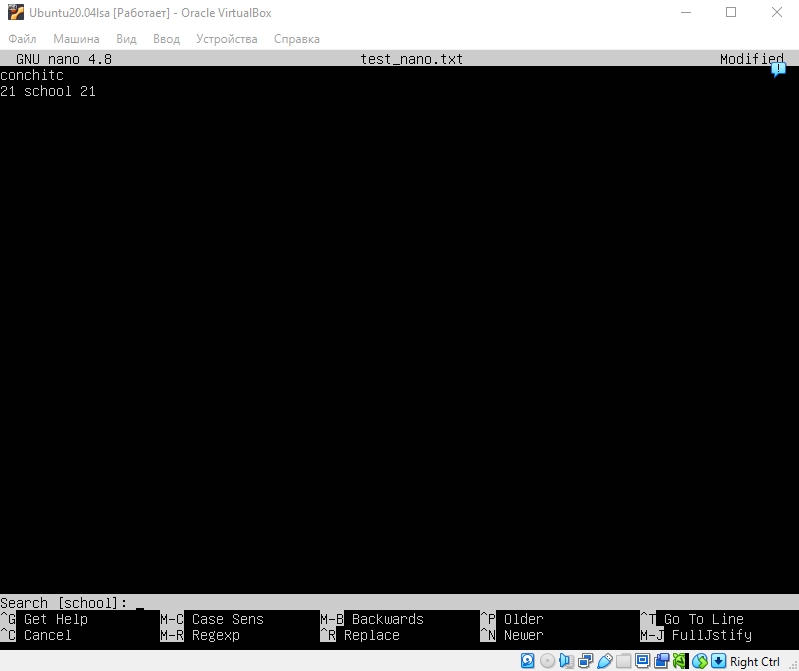 Ubuntu20.04lsa [Работает] - Oracle VirtualBox
Файл Машина Вид Ввод Устройства Справка
GNU nano 4.8 test_nano.txt Modified
conchitc
21 school 21
Search [school]:
^G Get Help M-C Case Sens M-B Backwards ^P Older ^T Go To Line
^C Cancel M-R Regexp ^R Replace ^N Newer M-J FullJstify
Right Ctrl